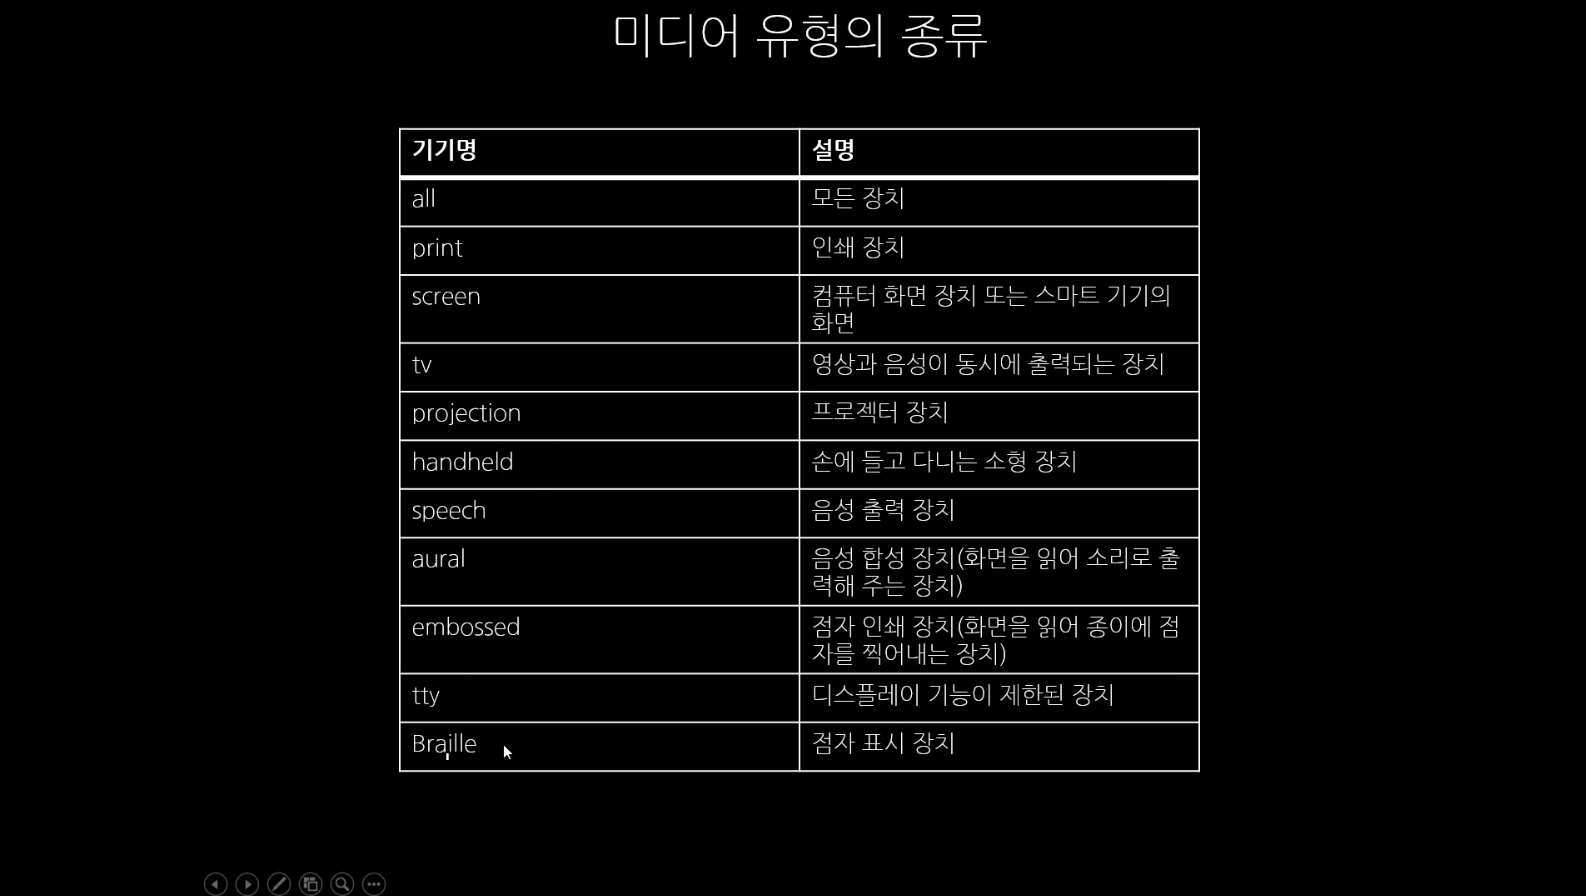 미디어 유형의 종류
기기명 설명
all 모든 장치
print 인쇄 장치
screen 컴퓨터 화면 장치 또는 스마트 기기의
화면
tv 영상과 음성이 동시에 출력되는 장치
projection 프로젝터 장치
handheld 손에 들고 다니는 소형 장치
speech 음성 출력 장치
aural 음성 합성 장치(화면을 읽어 소리로 출
력해 주는 장치)
embossed 점자 인쇄 장치(화면을 읽어 종이에 점
자를 찍어내는 장치)
tty 디스플레이 기능이 제한된 장치
Braille 점자 표시 장치